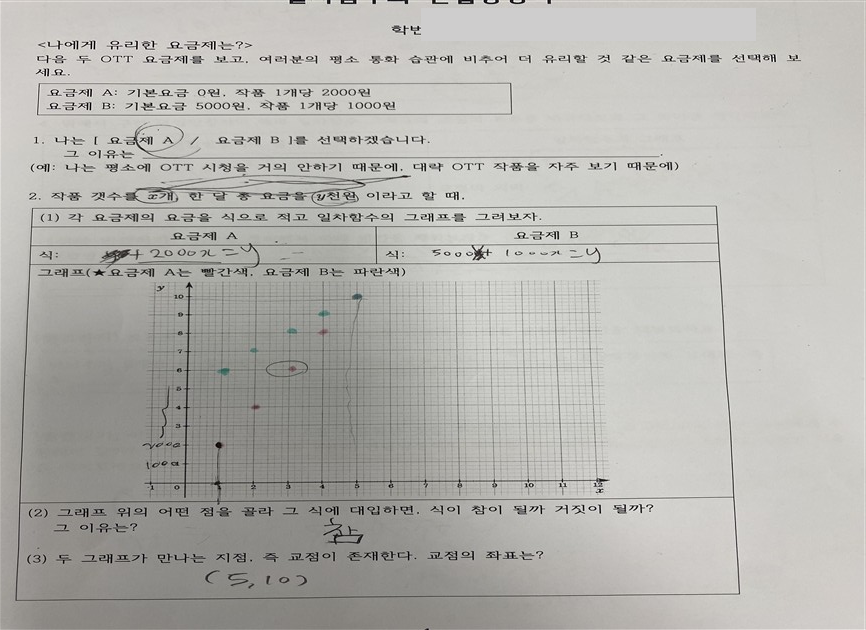 학번
<나에게 유리한 요금제는?>
다음 두 OTT 요금제를 보고, 여러분의 평소 통화 습관에 비추어 더 유리할 것 같은 요금제를 선택해 보
세요.
요금제 A: 기본요금 0원, 작품 1개당 2000원
요금제 B: 기본요금 5000원, 작품 1개당 1000원
1. 나는 [ 요금제 A / 요금제 B ]를 선택하겠습니다.
그 이유는
(예: 나는 평소에 OTT 시청을 거의 안하기 때문에, 대략 OTT 작품을 자주 보기 때문에)
2. 작품 갯수를 x개, 한 달 총 요금을 y천원 이라고 할 때,
(1) 각 요금제의 요금을 식으로 적고 일차함수의 그래프를 그려보자.
요금제 A 요금제 B
식: + 2000x = y 식: 5000 + 1000x = y
그래프(★요금제 A는 빨간색, 요금제 B는 파란색)
y
10
9
8
7
6
5
4
3
2000
1000
-1 0 1 2 3 4 5 6 7 8 9 10 11 12
x
(2) 그래프 위의 어떤 점을 골라 그 식에 대입하면, 식이 참이 될까 거짓이 될까?
그 이유는? 참
(3) 두 그래프가 만나는 지점, 즉 교점이 존재한다. 교점의 좌표는?
(5,10)